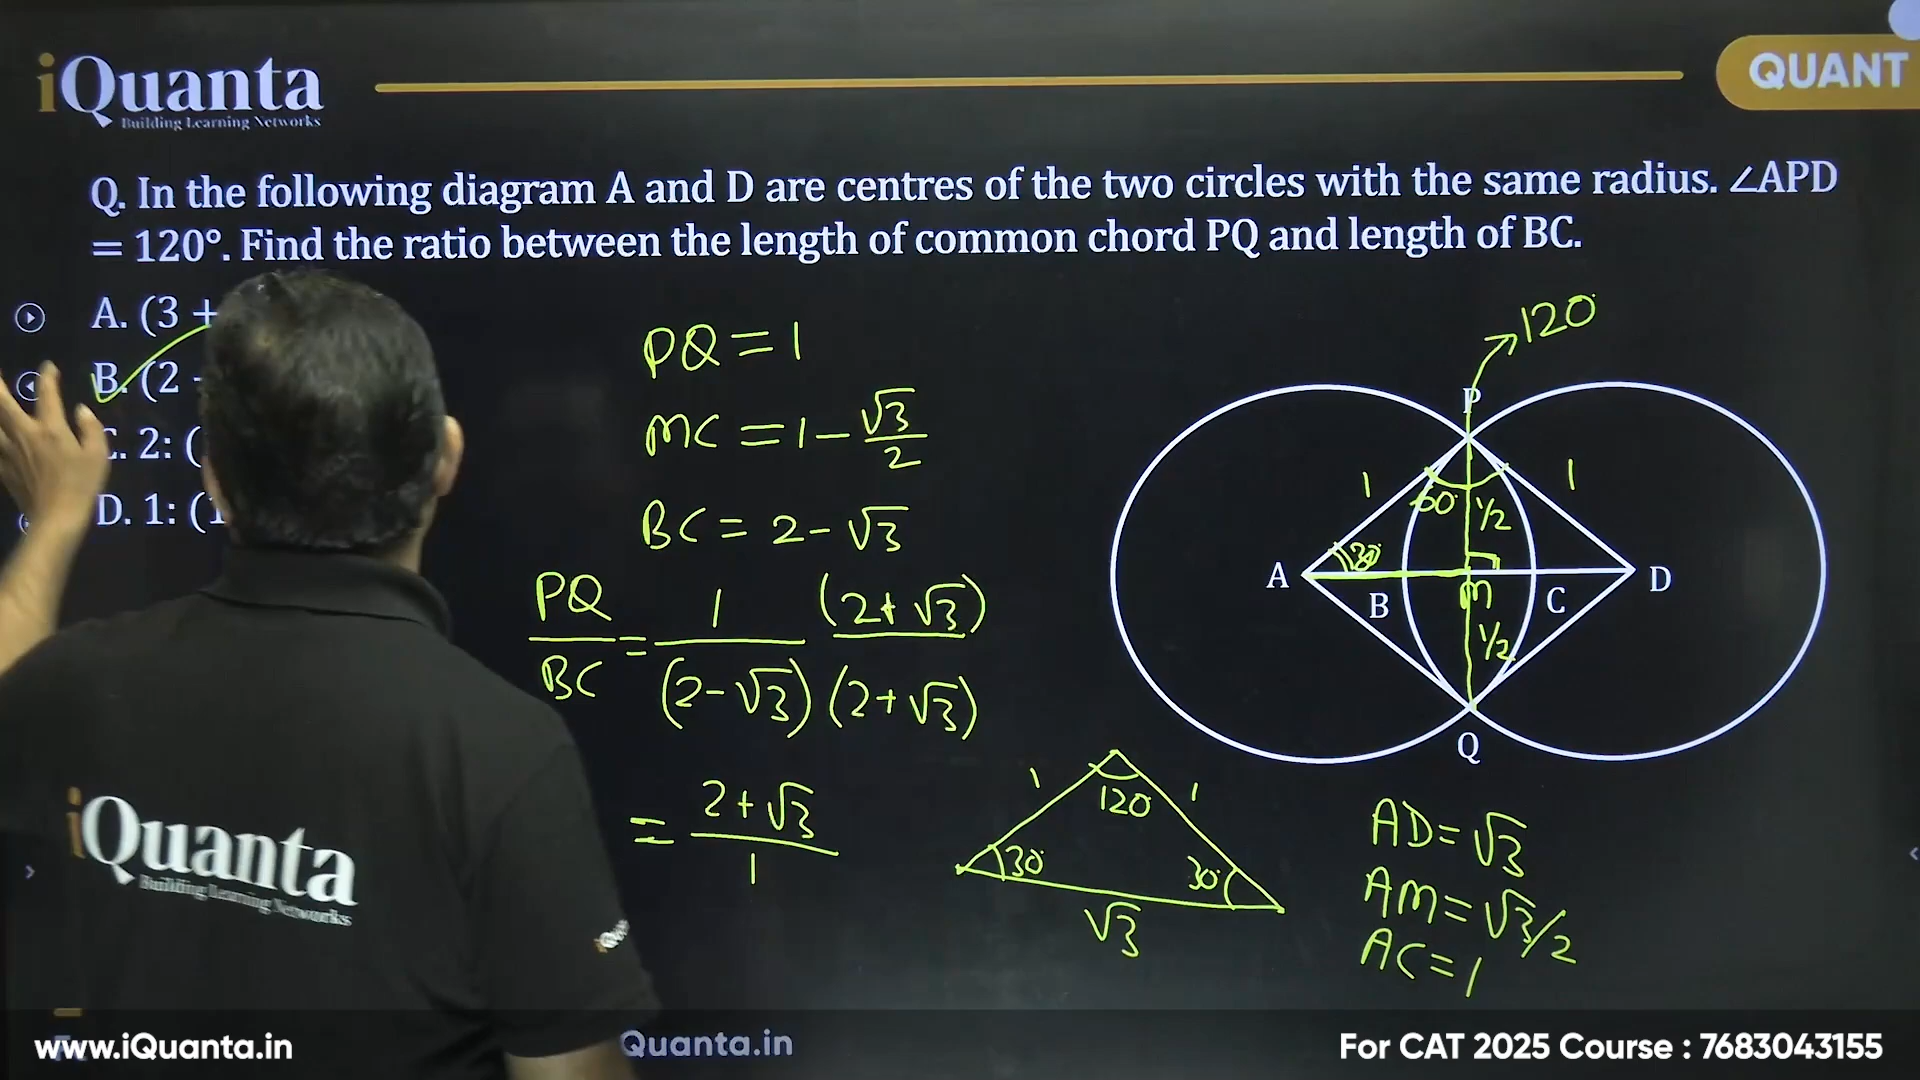 iQuanta
Building Learning Networks
QUANT
Q. In the following diagram A and D are centres of the two circles with the same radius. ∠APD
= 120°. Find the ratio between the length of common chord PQ and length of BC.
A. (3 +
B. (2 -
C. 2: (
D. 1: (1
PQ = 1
MC = 1 - √3/2
BC = 2 - √3
PQ/BC = 1/(2-√3) (2+√3)/(2+√3)
= 2+√3/1
120°
P
1
60°
1/2
1
A
30°
B
M
C
D
1/2
Q
1
120°
1
30°
30°
√3
AD = √3
AM = √3/2
AC = 1
iQuanta
Building Learning Networks
www.iQuanta.in
Quanta.in
For CAT 2025 Course : 7683043155